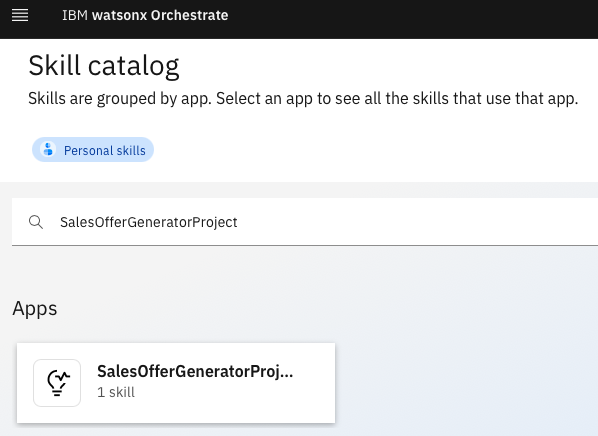 IBM watsonx Orchestrate
Skill catalog
Skills are grouped by app. Select an app to see all the skills that use that app.
Personal skills
SalesOfferGeneratorProject
Apps
SalesOfferGeneratorProj...
1 skill